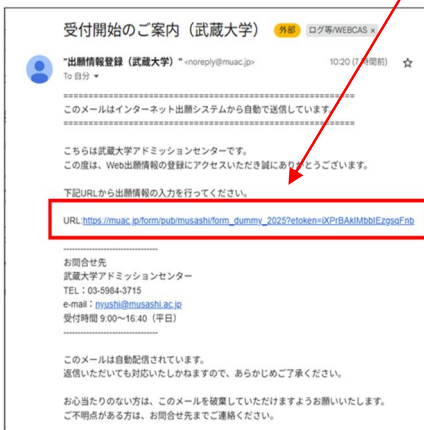 受付開始のご案内（武蔵大学） 外部 ログ等/WEBCAS ×
"出願情報登録（武蔵大学）" <noreply@muac.jp> 10:20 (7時間前) ☆
To 自分 ▼
========================================================
このメールはインターネット出願システムから自動で送信しています。
========================================================
こちらは武蔵大学アドミッションセンターです。
この度は、Web出願情報の登録にアクセスいただき誠にありがとうございます。
下記URLから出願情報の入力を行ってください。
URL:https://muac.jp/form/pub/musashi/form_dummy_2025?etoken=iXPrBAkIMbbIEzgsqFnb
------------------------------
お問合せ先
武蔵大学アドミッションセンター
TEL：03-5984-3715
e-mail：nyushi@musashi.ac.jp
受付時間 9:00～16:40（平日）
------------------------------
このメールは自動配信されています。
返信いただいても対応いたしかねますので、あらかじめご了承ください。
お心当たりのない方は、このメールを破棄していただけますようお願いいたします。
ご不明点がある方は、お問合せ先までご連絡ください。